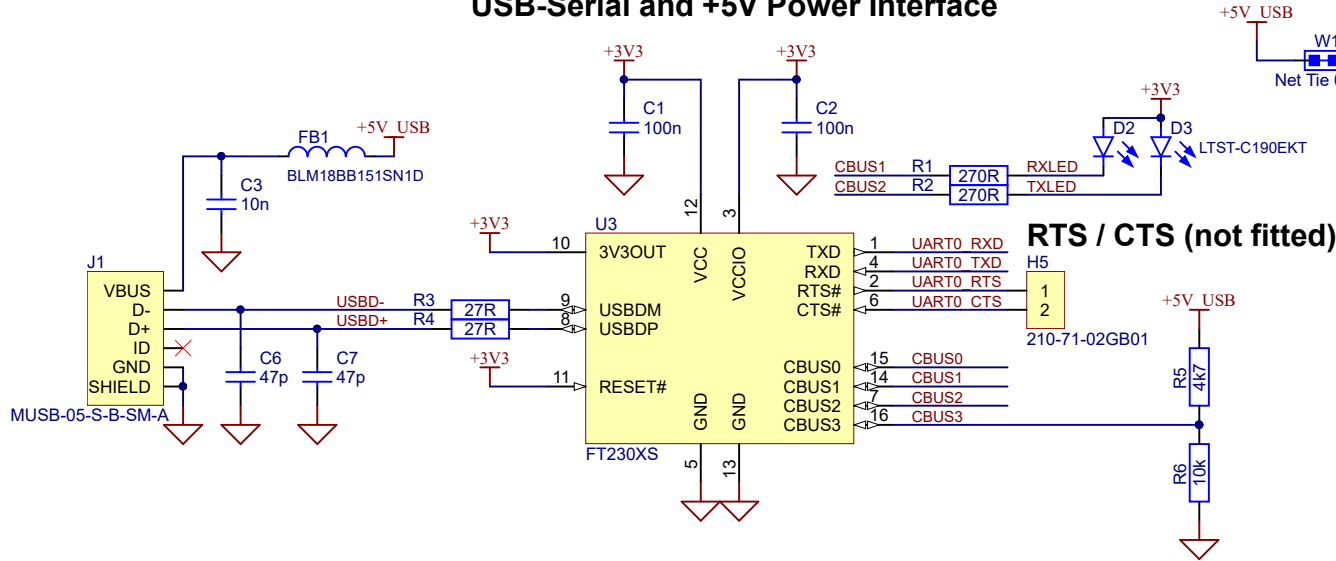 USB-Serial and +5V Power Interface
+5V_USB
W1
+3V3
+3V3
C1
100n
C2
100n
+3V3
D2
D3
LTST-C190EKT
CBUS1
R1
270R
RXLED
CBUS2
R2
270R
TXLED
FB1
+5V_USB
BLM18BB151SN1D
C3
10n
RTS / CTS (not fitted)
+3V3
U3
12
3
10
3V3OUT
VCC
VCCIO
TXD
1
UART0_RXD
RXD
4
UART0_TXD
RTS#
2
UART0_RTS
CTS#
6
UART0_CTS
H5
1
2
210-71-02GB01
J1
VBUS
D-
D+
ID
GND
SHIELD
MUSB-05-S-B-SM-A
USBD-
R3
27R
9
USBDM
USBD+
R4
27R
8
USBDP
C6
47p
C7
47p
+3V3
11
RESET#
GND
GND
CBUS0
15
CBUS0
CBUS1
14
CBUS1
CBUS2
7
CBUS2
CBUS3
16
CBUS3
FT230XS
5
13
+5V_USB
R5
4k7
R6
10k
Net Tie